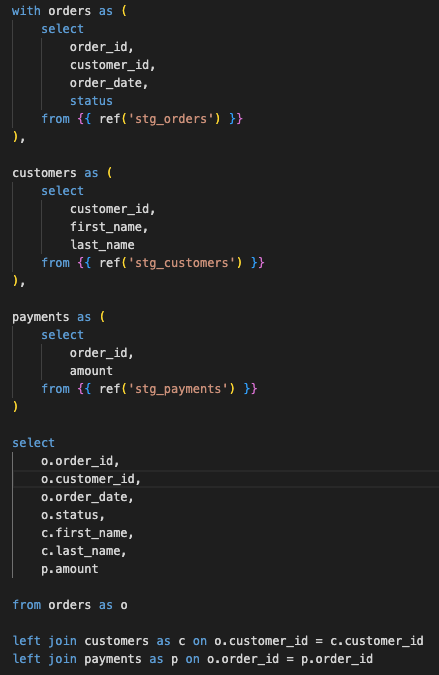 with orders as (
    select
        order_id,
        customer_id,
        order_date,
        status
    from {{ ref('stg_orders') }}
),

customers as (
    select
        customer_id,
        first_name,
        last_name
    from {{ ref('stg_customers') }}
),

payments as (
    select
        order_id,
        amount
    from {{ ref('stg_payments') }}
)

select
    o.order_id,
    o.customer_id,
    o.order_date,
    o.status,
    c.first_name,
    c.last_name,
    p.amount

from orders as o

left join customers as c on o.customer_id = c.customer_id
left join payments as p on o.order_id = p.order_id